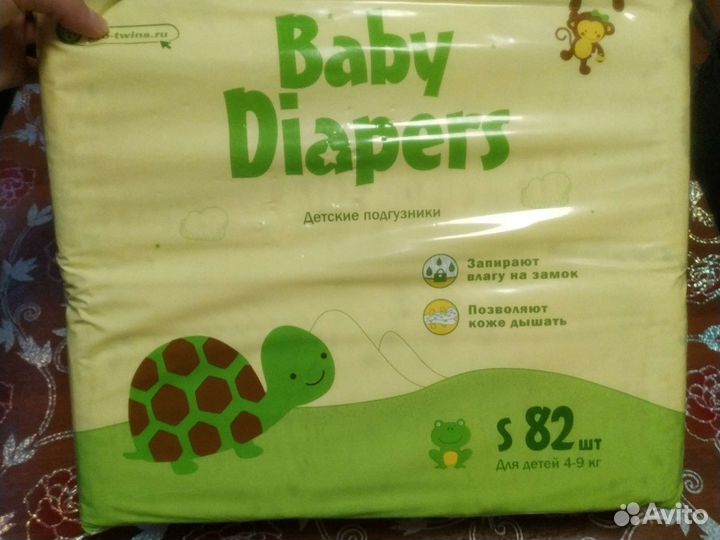 -twins.ru
Baby
Diapers
Детские подгузники
Запирают
влагу на замок
Позволяют
коже дышать
S 82 шт
Для детей 4-9 кг
Avito